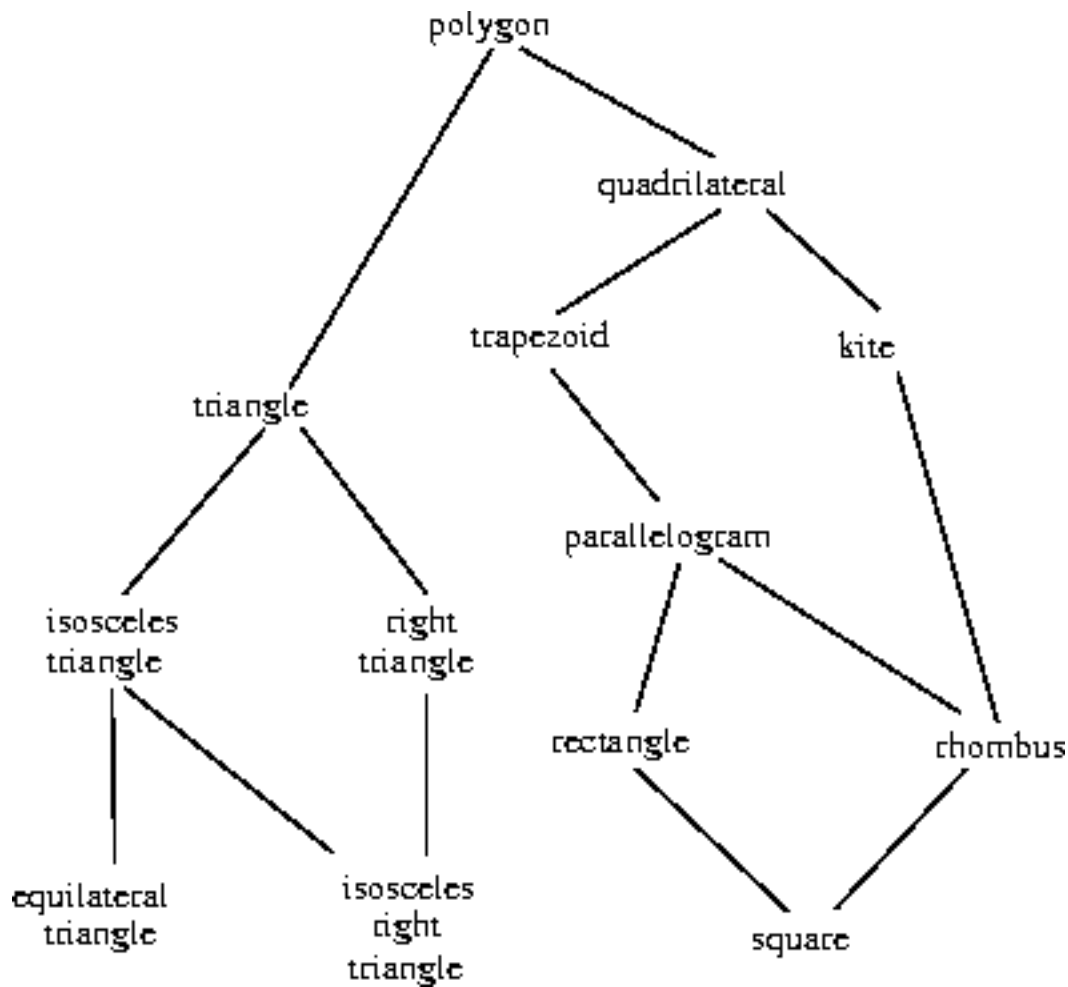 polygon
quadrilateral
trapezoid
kite
triangle
parallelogram
isosceles
triangle
right
triangle
rectangle
rhombus
equilateral
triangle
isosceles
right
triangle
square